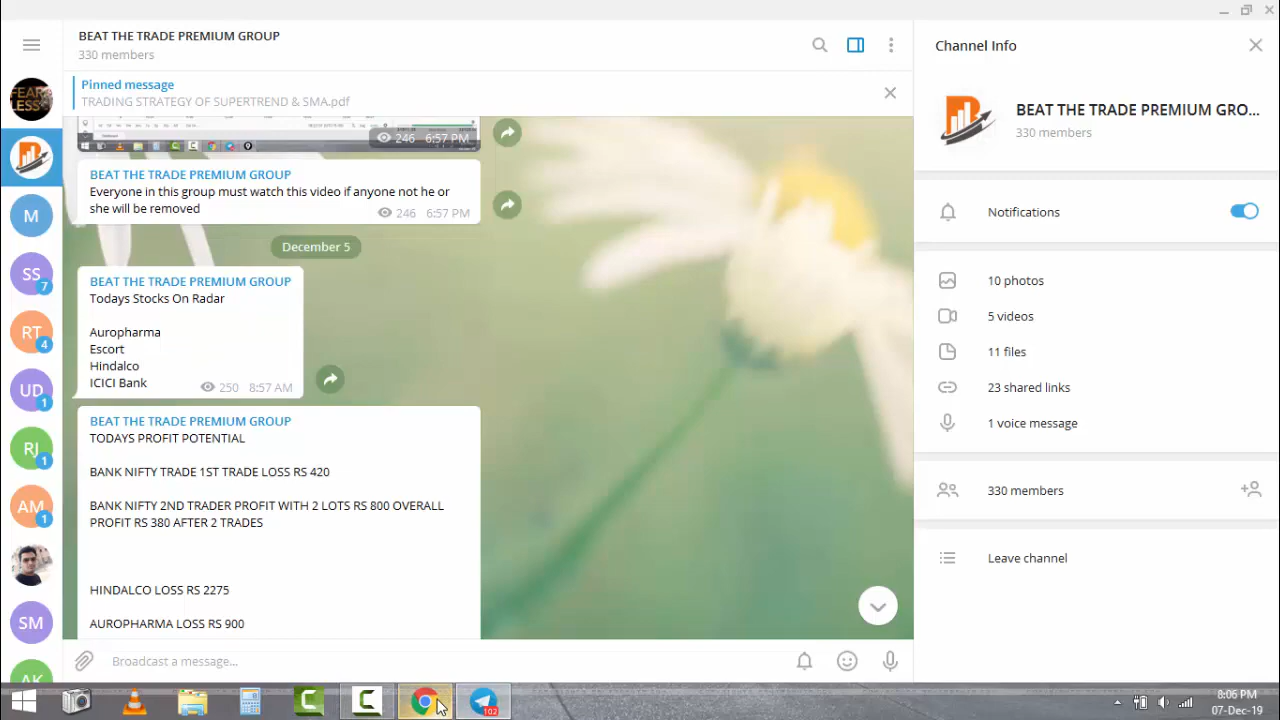 BEAT THE TRADE PREMIUM GROUP
330 members
Pinned message
TRADING STRATEGY OF SUPERTREND & SMA.pdf
246 6:57 PM
BEAT THE TRADE PREMIUM GROUP
Everyone in this group must watch this video if anyone not he or
she will be removed
246 6:57 PM
December 5
BEAT THE TRADE PREMIUM GROUP
Todays Stocks On Radar
Auropharma
Escort
Hindalco
ICICI Bank
250 8:57 AM
BEAT THE TRADE PREMIUM GROUP
TODAYS PROFIT POTENTIAL
BANK NIFTY TRADE 1ST TRADE LOSS RS 420
BANK NIFTY 2ND TRADER PROFIT WITH 2 LOTS RS 800 OVERALL
PROFIT RS 380 AFTER 2 TRADES
HINDALCO LOSS RS 2275
AUROPHARMA LOSS RS 900
Broadcast a message...
Channel Info
BEAT THE TRADE PREMIUM GRO...
330 members
Notifications
10 photos
5 videos
11 files
23 shared links
1 voice message
330 members
Leave channel
FEAR
LESS
M
SS
7
RT
4
UD
1
RJ
1
AM
1
SM
AK
102
8:06 PM
07-Dec-19